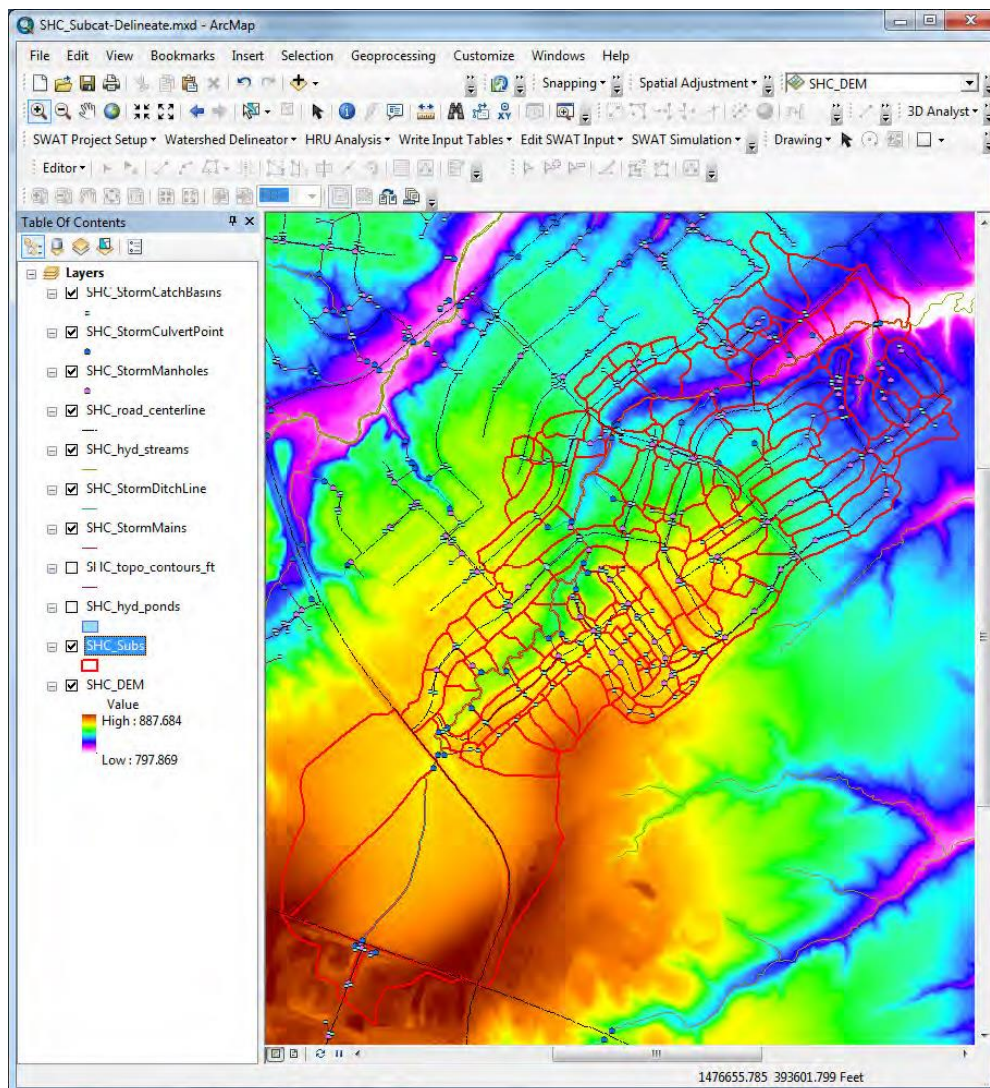 SHC_Subcat-Delineate.mxd - ArcMap
File Edit View Bookmarks Insert Selection Geoprocessing Customize Windows Help
Snapping Spatial Adjustment SHC_DEM
3D Analyst
SWAT Project Setup Watershed Delineator HRU Analysis Write Input Tables Edit SWAT Input SWAT Simulation Drawing
Editor
Table Of Contents
Layers
SHC_StormCatchBasins
SHC_StormCulvertPoint
SHC_StormManholes
SHC_road_centerline
SHC_hyd_streams
SHC_StormDitchLine
SHC_StormMains
SHC_topo_contours_ft
SHC_hyd_ponds
SHC_Subs
SHC_DEM
Value
High : 887.684
Low : 797.869
1476655.785 393601.799 Feet